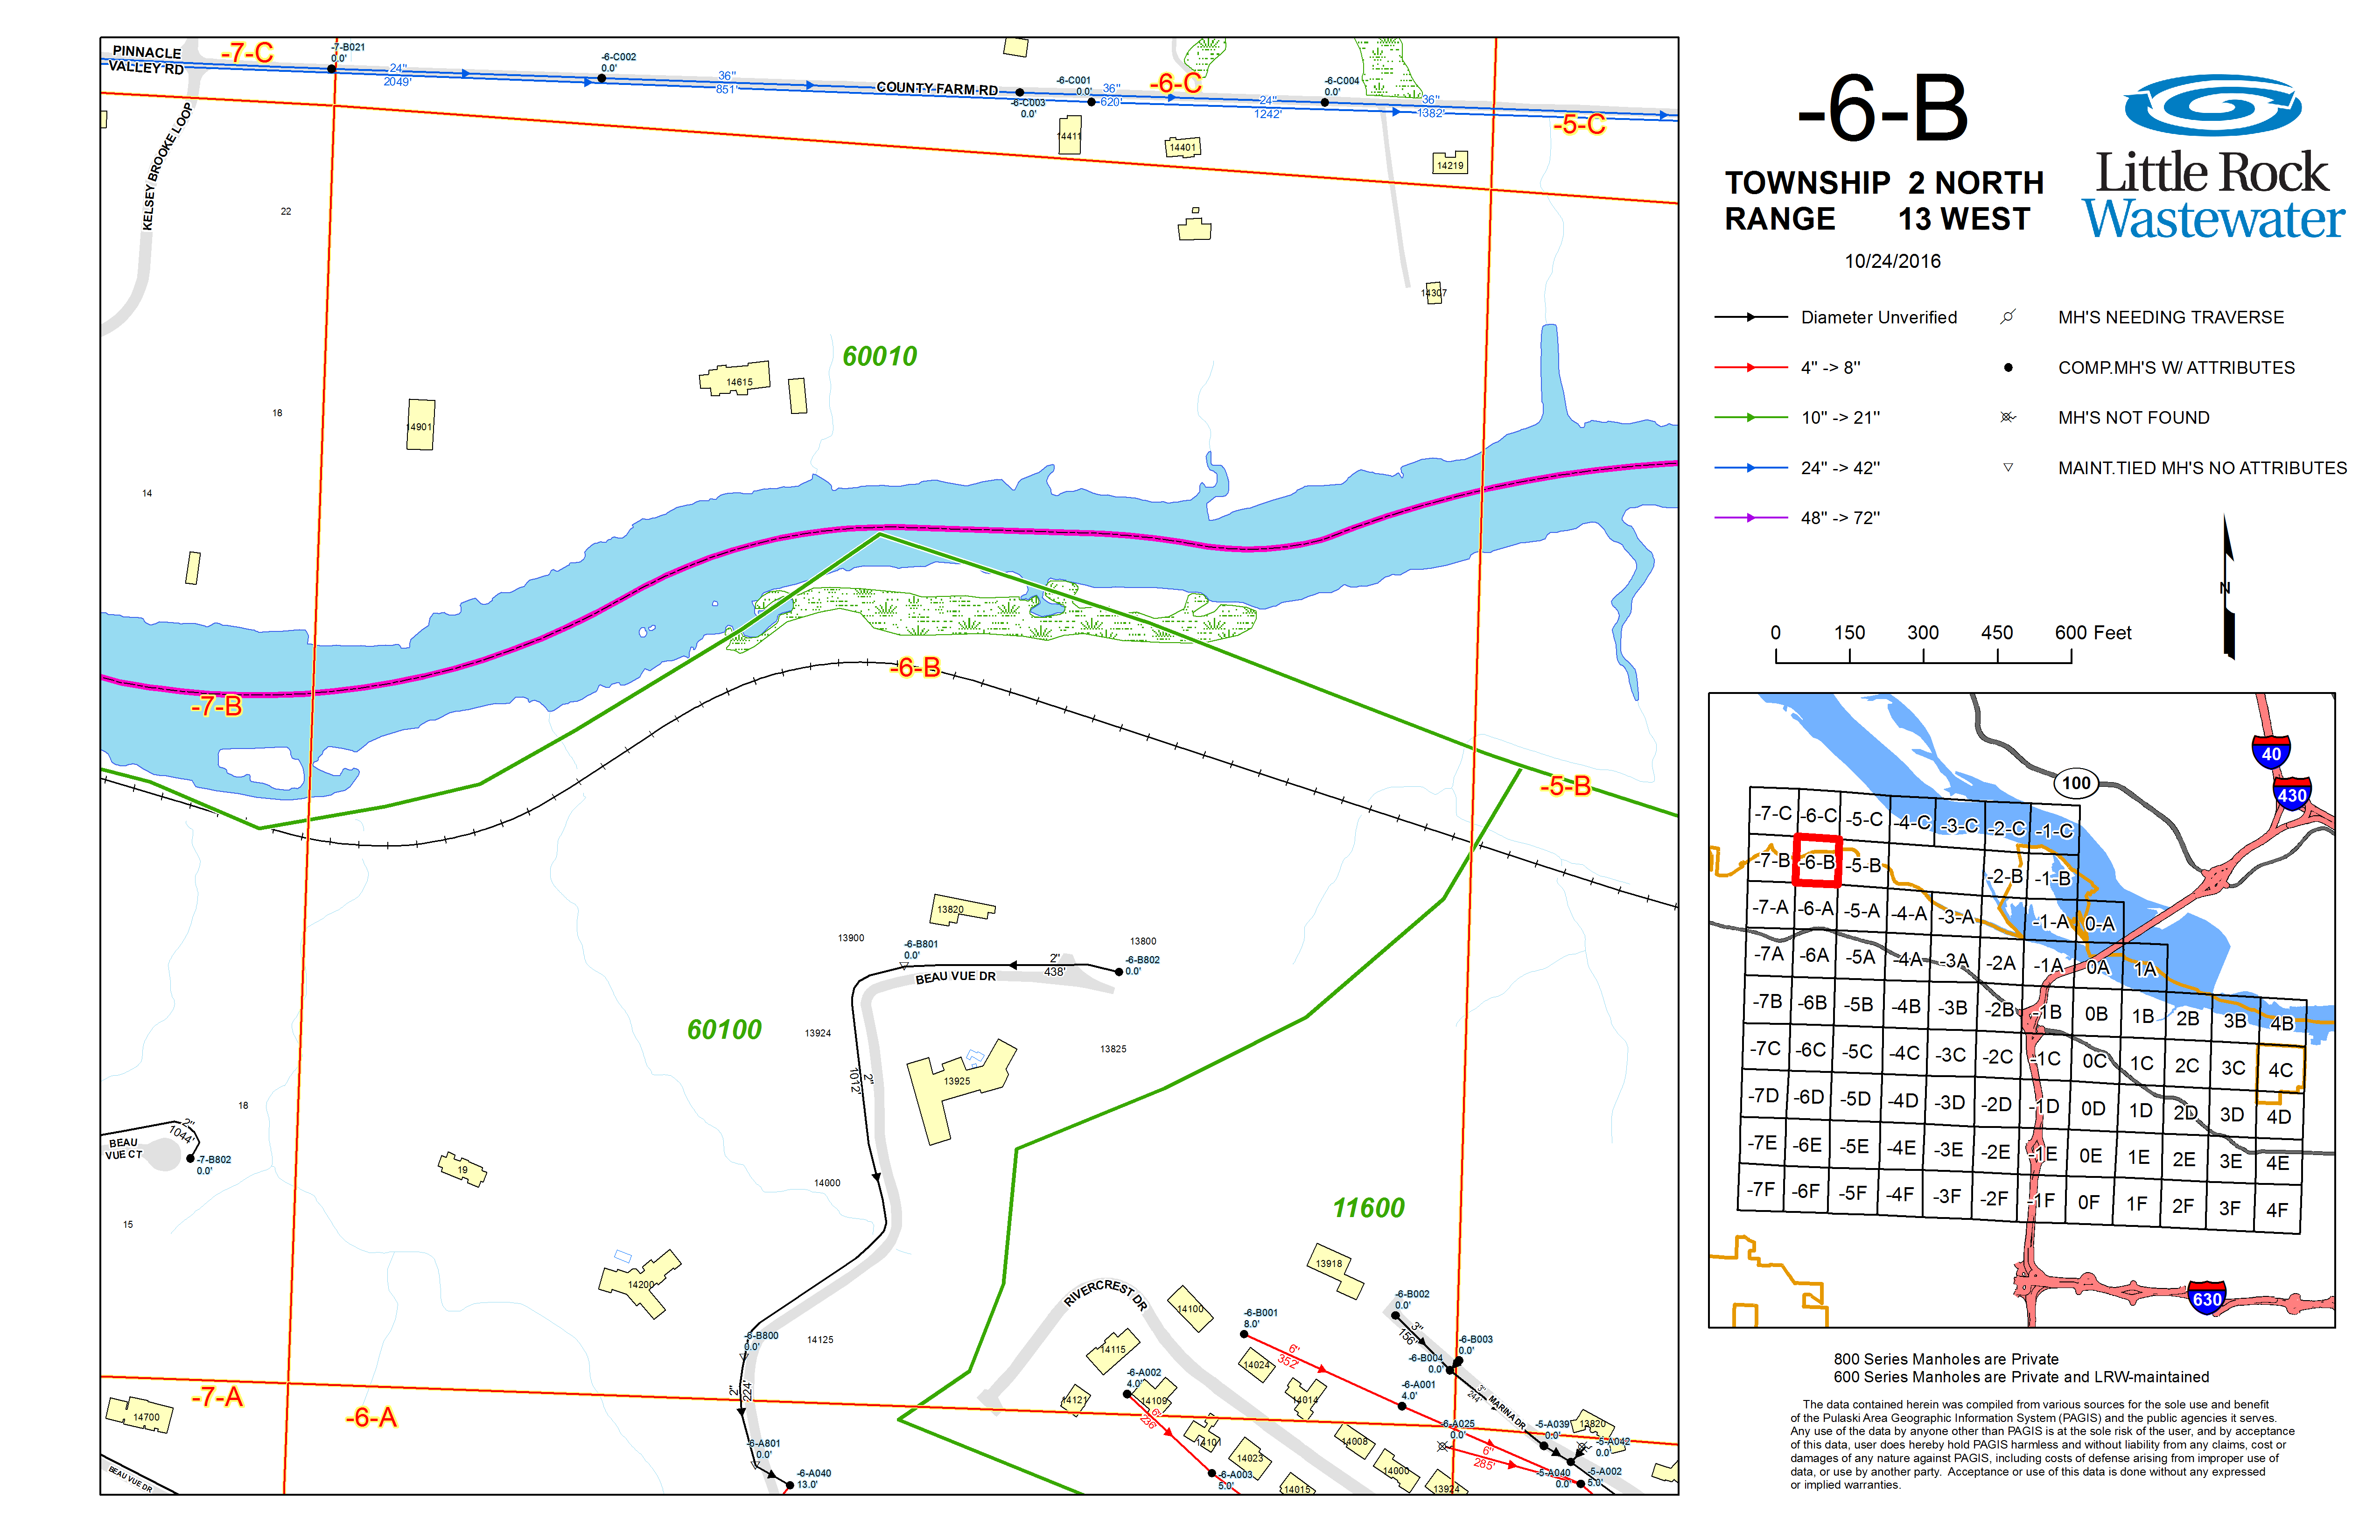 -6-B
TOWNSHIP 2 NORTH
RANGE 13 WEST
10/24/2016
Little Rock
Wastewater
Diameter Unverified
4" -> 8"
10" -> 21"
24" -> 42"
48" -> 72"
MH'S NEEDING TRAVERSE
COMP.MH'S W/ ATTRIBUTES
MH'S NOT FOUND
MAINT.TIED MH'S NO ATTRIBUTES
N
0 150 300 450 600 Feet
PINNACLE
VALLEY RD
-7-C
-7-B021
0.0'
24"
2049'
-6-C002
0.0'
36"
851'
COUNTY FARM RD
-6-C001
0.0'
-6-C003
0.0'
36"
620'
-6-C
24"
1242'
-6-C004
0.0'
36"
1382'
-5-C
KELSEY BROOKE LOOP
14411
14401
14219
22
14307
60010
14615
18
14901
14
-7-B
-6-B
-5-B
13820
13900
-6-B801
0.0'
2"
438'
13800
-6-B802
0.0'
BEAU VUE DR
60100
13924
13825
2"
1012'
13925
18
2"
1044'
BEAU
VUE CT
-7-B802
0.0'
19
14000
15
11600
14200
13918
RIVERCREST DR
14100
-6-B001
8.0'
-6-B002
0.0'
3"
156'
-6-B800
0.0'
14125
14115
6"
352'
-6-B003
0.0'
-6-B004
0.0'
14024
-6-A002
4.0'
-6-A001
4.0'
3"
244'
MARINA DR
-7-A
-6-A
2"
224'
14121
14109
14014
6"
236'
14700
14101
14008
-6-A025
0.0'
-5-A039
0.0'
13820
-5-A042
0.0'
-6-A801
0.0'
14023
6"
285'
14000
-6-A040
13.0'
-6-A003
5.0'
14015
13924
-5-A040
0.0'
-5-A002
5.0'
BEAU VUE DR
40
430
100
630
-7-C -6-C -5-C -4-C -3-C -2-C -1-C
-7-B -6-B -5-B -2-B -1-B
-7-A -6-A -5-A -4-A -3-A -1-A 0-A
-7A -6A -5A -4A -3A -2A -1A 0A 1A
-7B -6B -5B -4B -3B -2B -1B 0B 1B 2B 3B 4B
-7C -6C -5C -4C -3C -2C -1C 0C 1C 2C 3C 4C
-7D -6D -5D -4D -3D -2D -1D 0D 1D 2D 3D 4D
-7E -6E -5E -4E -3E -2E -1E 0E 1E 2E 3E 4E
-7F -6F -5F -4F -3F -2F -1F 0F 1F 2F 3F 4F
800 Series Manholes are Private
600 Series Manholes are Private and LRW-maintained
The data contained herein was compiled from various sources for the sole use and benefit
of the Pulaski Area Geographic Information System (PAGIS) and the public agencies it serves.
Any use of the data by anyone other than PAGIS is at the sole risk of the user, and by acceptance
of this data, user does hereby hold PAGIS harmless and without liability from any claims, cost or
damages of any nature against PAGIS, including costs of defense arising from improper use of
data, or use by another party. Acceptance or use of this data is done without any expressed
or implied warranties.